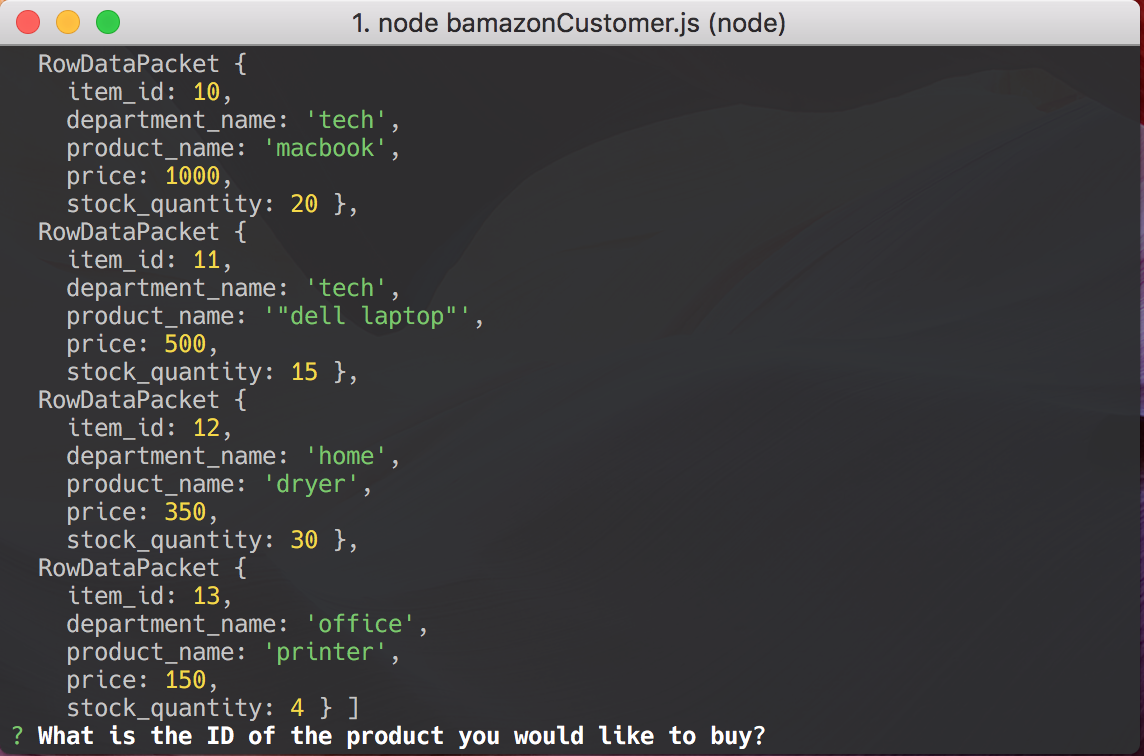 1. node bamazonCustomer.js (node)
RowDataPacket {
item_id: 10,
department_name: 'tech',
product_name: 'macbook',
price: 1000,
stock_quantity: 20 },
RowDataPacket {
item_id: 11,
department_name: 'tech',
product_name: '"dell laptop"',
price: 500,
stock_quantity: 15 },
RowDataPacket {
item_id: 12,
department_name: 'home',
product_name: 'dryer',
price: 350,
stock_quantity: 30 },
RowDataPacket {
item_id: 13,
department_name: 'office',
product_name: 'printer',
price: 150,
stock_quantity: 4 } ]
? What is the ID of the product you would like to buy?